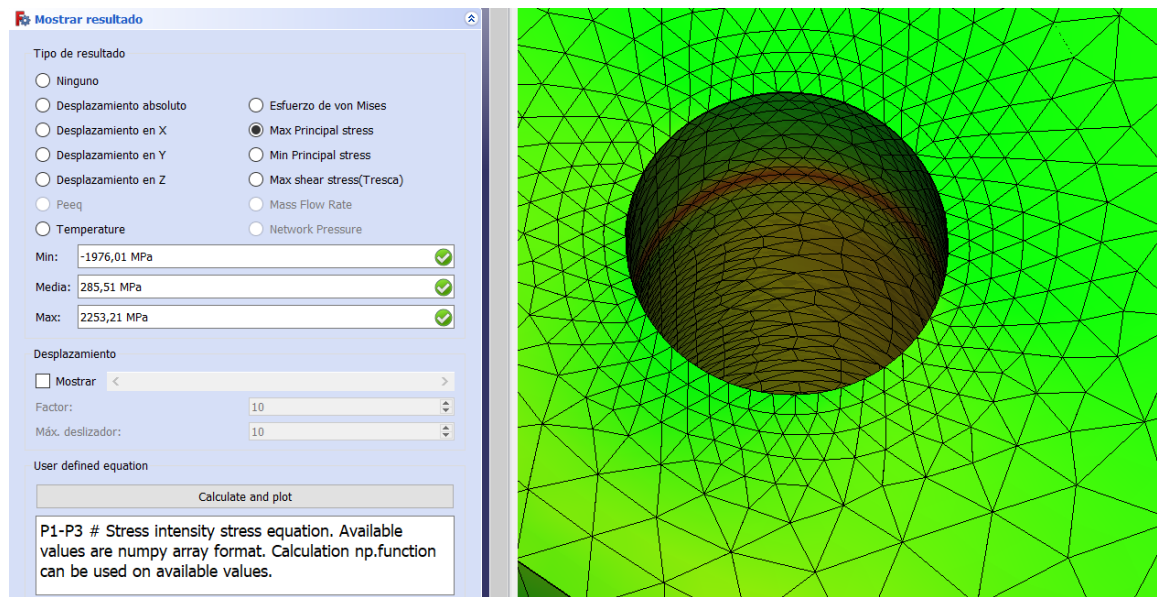 Mostrar resultado
Tipo de resultado
Ninguno
Desplazamiento absoluto
Esfuerzo de von Mises
Desplazamiento en X
Max Principal stress
Desplazamiento en Y
Min Principal stress
Desplazamiento en Z
Max shear stress(Tresca)
Peeq
Mass Flow Rate
Temperature
Network Pressure
Min: -1976,01 MPa
Media: 285,51 MPa
Max: 2253,21 MPa
Desplazamiento
Mostrar
Factor: 10
Máx. deslizador: 10
User defined equation
Calculate and plot
P1-P3 # Stress intensity stress equation. Available
values are numpy array format. Calculation np.function
can be used on available values.